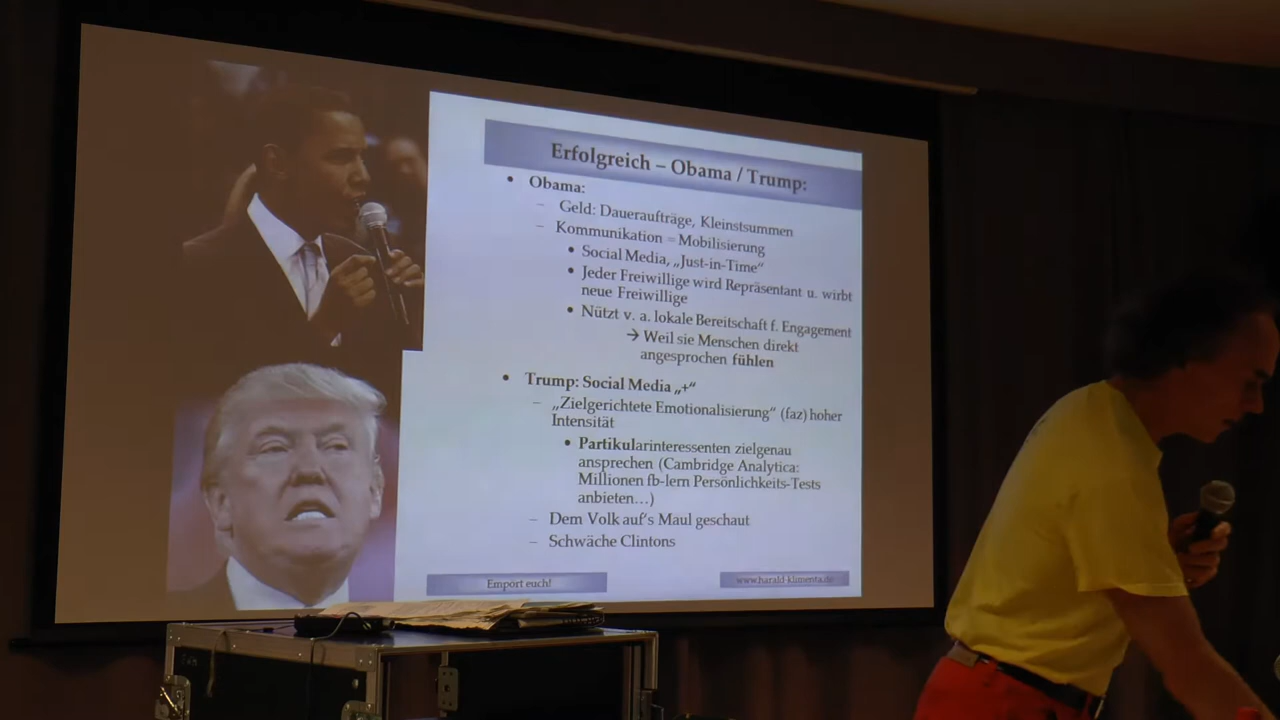 Erfolgreich – Obama / Trump:
• Obama:
– Geld: Daueraufträge, Kleinstsummen
– Kommunikation = Mobilisierung
• Social Media, „Just-in-Time“
• Jeder Freiwillige wird Repräsentant u. wirbt
neue Freiwillige
• Nützt v. a. lokale Bereitschaft f. Engagement
→ Weil sie Menschen direkt
angesprochen fühlen
• Trump: Social Media „+“
– „Zielgerichtete Emotionalisierung“ (faz) hoher
Intensität
• Partikularinteressenten zielgenau
ansprechen (Cambridge Analytica:
Millionen fb-lern Persönlichkeits-Tests
anbieten…)
– Dem Volk auf‘s Maul geschaut
– Schwäche Clintons
Empört euch!
www.harald-klimenta.de